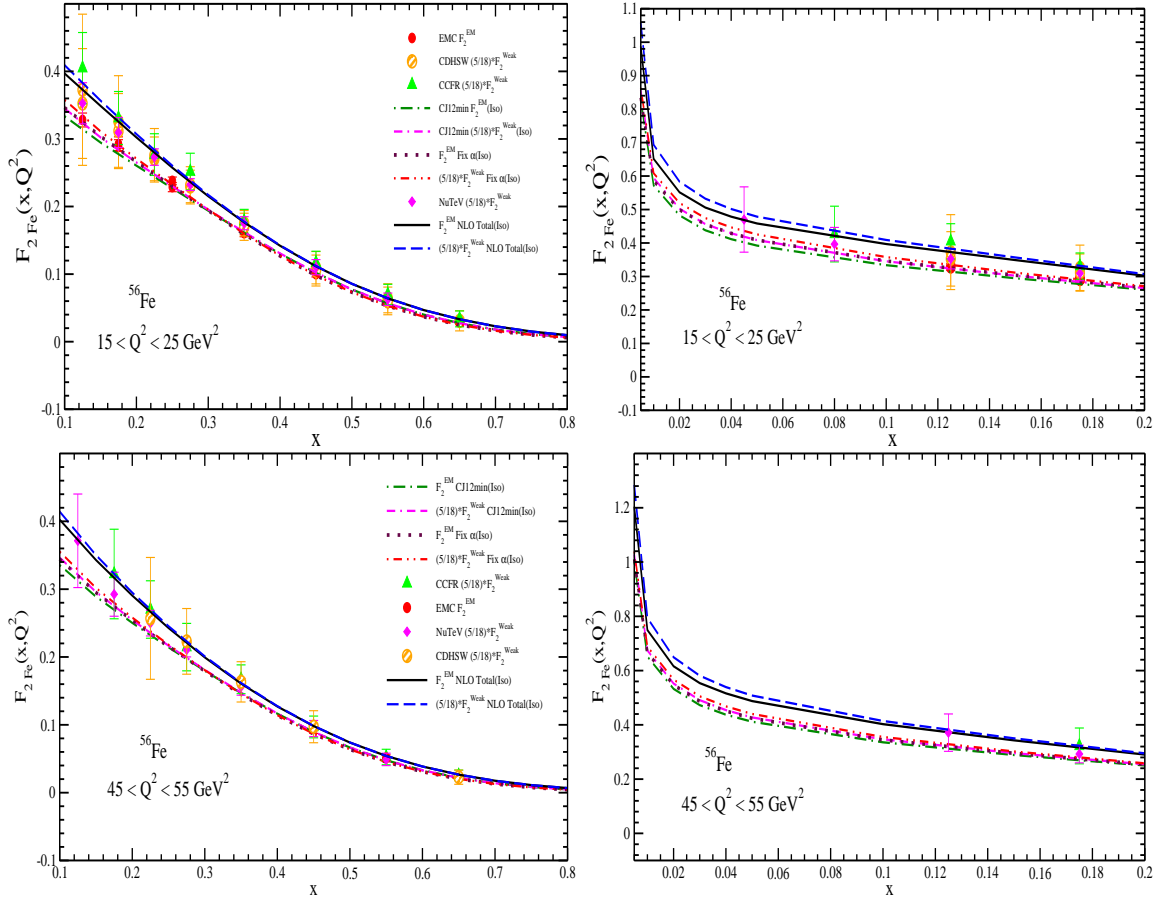 F2 Fe(x,Q2)
0.4
0.3
0.2
0.1
0
-0.1
EMC F2EM
CDHSW (5/18)*F2Weak
CCFR (5/18)*F2Weak
CJ12min F2EM(Iso)
CJ12min (5/18)*F2Weak(Iso)
F2EM Fix α(Iso)
(5/18)*F2Weak Fix α(Iso)
NuTeV (5/18)*F2Weak
F2EM NLO Total(Iso)
(5/18)*F2Weak NLO Total(Iso)
56Fe
15 < Q2 < 25 GeV2
0.1 0.2 0.3 0.4 0.5 0.6 0.7 0.8
x
F2 Fe(x,Q2)
1.1
1
0.9
0.8
0.7
0.6
0.5
0.4
0.3
0.2
0.1
0
-0.1
56Fe
15 < Q2 < 25 GeV2
0.02 0.04 0.06 0.08 0.1 0.12 0.14 0.16 0.18 0.2
x
F2 Fe(x,Q2)
0.4
0.3
0.2
0.1
0
-0.1
F2EM CJ12min(Iso)
(5/18)*F2Weak CJ12min(Iso)
F2EM Fix α(Iso)
(5/18)*F2Weak Fix α(Iso)
CCFR (5/18)*F2Weak
EMC F2EM
NuTeV (5/18)*F2Weak
CDHSW (5/18)*F2Weak
F2EM NLO Total(Iso)
(5/18)*F2Weak NLO Total(Iso)
56Fe
45 < Q2 < 55 GeV2
0.1 0.2 0.3 0.4 0.5 0.6 0.7 0.8
x
F2 Fe(x,Q2)
1.2
1
0.8
0.6
0.4
0.2
0
56Fe
45 < Q2 < 55 GeV2
0.02 0.04 0.06 0.08 0.1 0.12 0.14 0.16 0.18 0.2
x